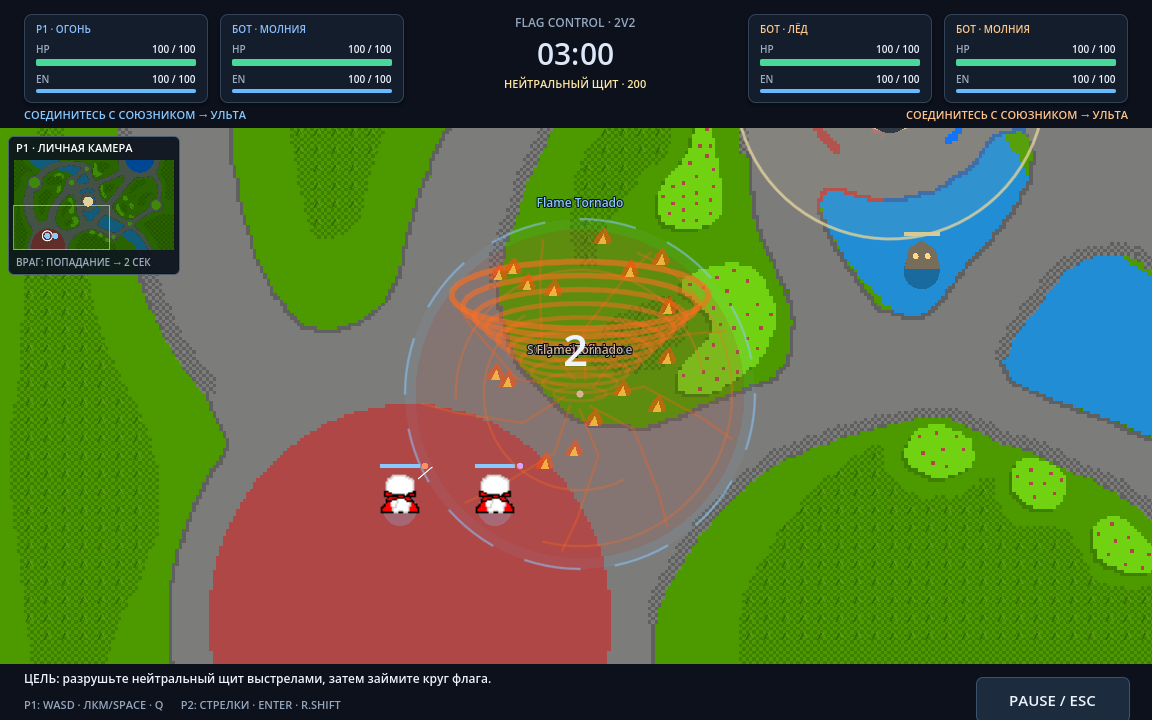 P1 · ОГОНЬ
HP 100 / 100
EN 100 / 100
БОТ · МОЛНИЯ
HP 100 / 100
EN 100 / 100
FLAG CONTROL · 2V2
03:00
НЕЙТРАЛЬНЫЙ ЩИТ · 200
БОТ · ЛЁД
HP 100 / 100
EN 100 / 100
БОТ · МОЛНИЯ
HP 100 / 100
EN 100 / 100
СОЕДИНИТЕСЬ С СОЮЗНИКОМ → УЛЬТА
СОЕДИНИТЕСЬ С СОЮЗНИКОМ → УЛЬТА
P1 · ЛИЧНАЯ КАМЕРА
ВРАГ: ПОПАДАНИЕ → 2 СЕК
Flame Tornado
Flame Tornado
2
ЦЕЛЬ: разрушьте нейтральный щит выстрелами, затем займите круг флага.
P1: WASD · ЛКМ/SPACE · Q P2: СТРЕЛКИ · ENTER · R.SHIFT
PAUSE / ESC